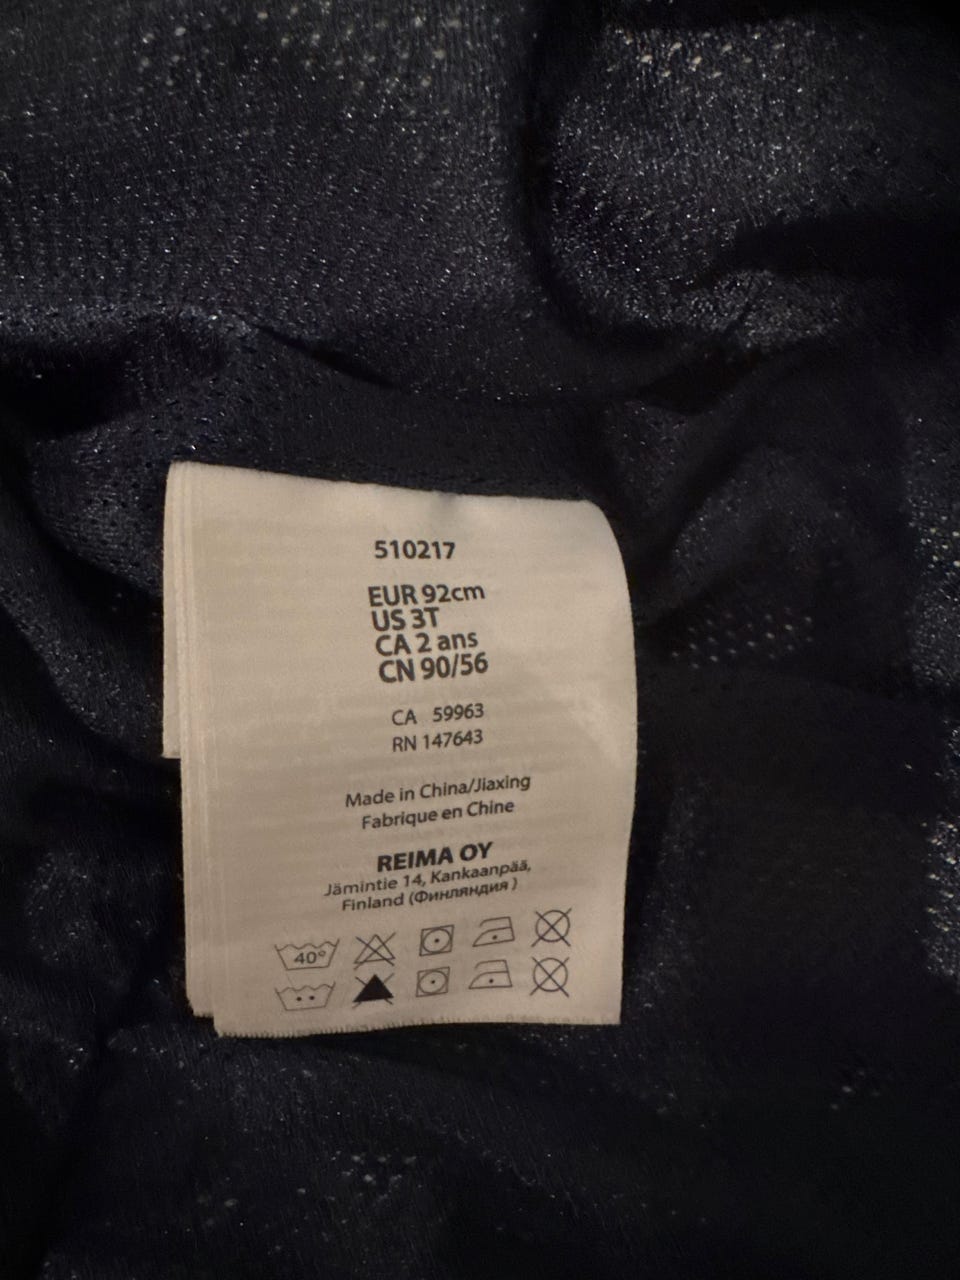 510217
EUR 92cm
US 3T
CA 2 ans
CN 90/56
CA 59963
RN 147643
Made in China/Jiaxing
Fabrique en Chine
REIMA OY
Jämintie 14, Kankaanpää,
Finland (Финляндия )
40°